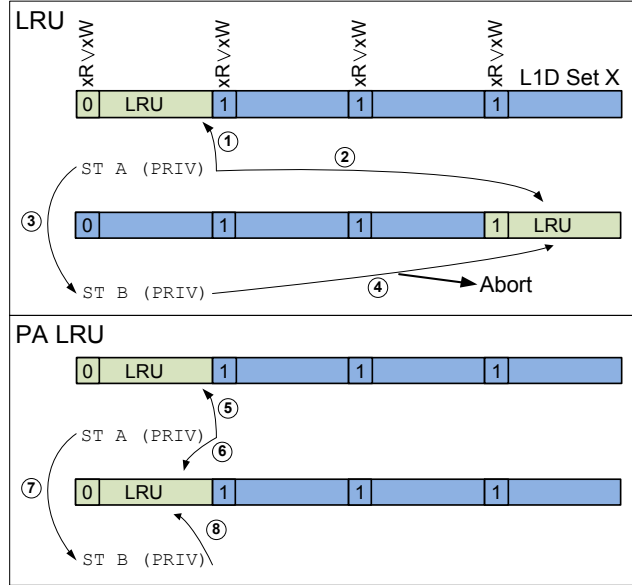 LRU
xR∨xW xR∨xW xR∨xW xR∨xW
L1D Set X
0 LRU 1 1 1
1
ST A (PRIV) 2
3
0 1 1 1 LRU
ST B (PRIV) 4 Abort
PA LRU
0 LRU 1 1 1
5
ST A (PRIV) 6
7
0 LRU 1 1 1
8
ST B (PRIV)